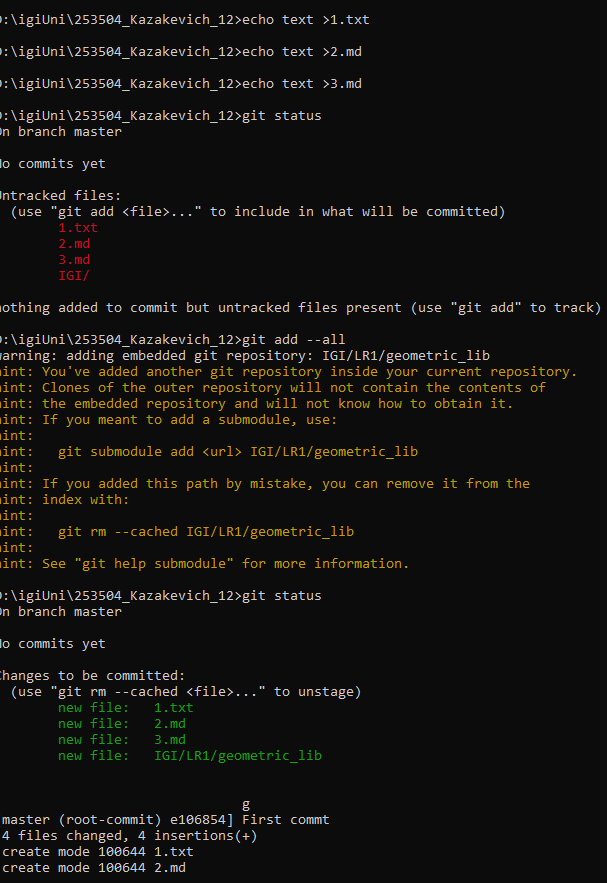 D:\igiUni\253504_Kazakevich_12>echo text >1.txt
D:\igiUni\253504_Kazakevich_12>echo text >2.md
D:\igiUni\253504_Kazakevich_12>echo text >3.md
D:\igiUni\253504_Kazakevich_12>git status
On branch master
No commits yet
Untracked files:
(use "git add <file>..." to include in what will be committed)
1.txt
2.md
3.md
IGI/
nothing added to commit but untracked files present (use "git add" to track)
D:\igiUni\253504_Kazakevich_12>git add --all
warning: adding embedded git repository: IGI/LR1/geometric_lib
hint: You've added another git repository inside your current repository.
hint: Clones of the outer repository will not contain the contents of
hint: the embedded repository and will not know how to obtain it.
hint: If you meant to add a submodule, use:
hint:
hint: git submodule add <url> IGI/LR1/geometric_lib
hint:
hint: If you added this path by mistake, you can remove it from the
hint: index with:
hint:
hint: git rm --cached IGI/LR1/geometric_lib
hint:
hint: See "git help submodule" for more information.
D:\igiUni\253504_Kazakevich_12>git status
On branch master
No commits yet
Changes to be committed:
(use "git rm --cached <file>..." to unstage)
new file: 1.txt
new file: 2.md
new file: 3.md
new file: IGI/LR1/geometric_lib
g
master (root-commit) e106854] First commt
4 files changed, 4 insertions(+)
create mode 100644 1.txt
create mode 100644 2.md